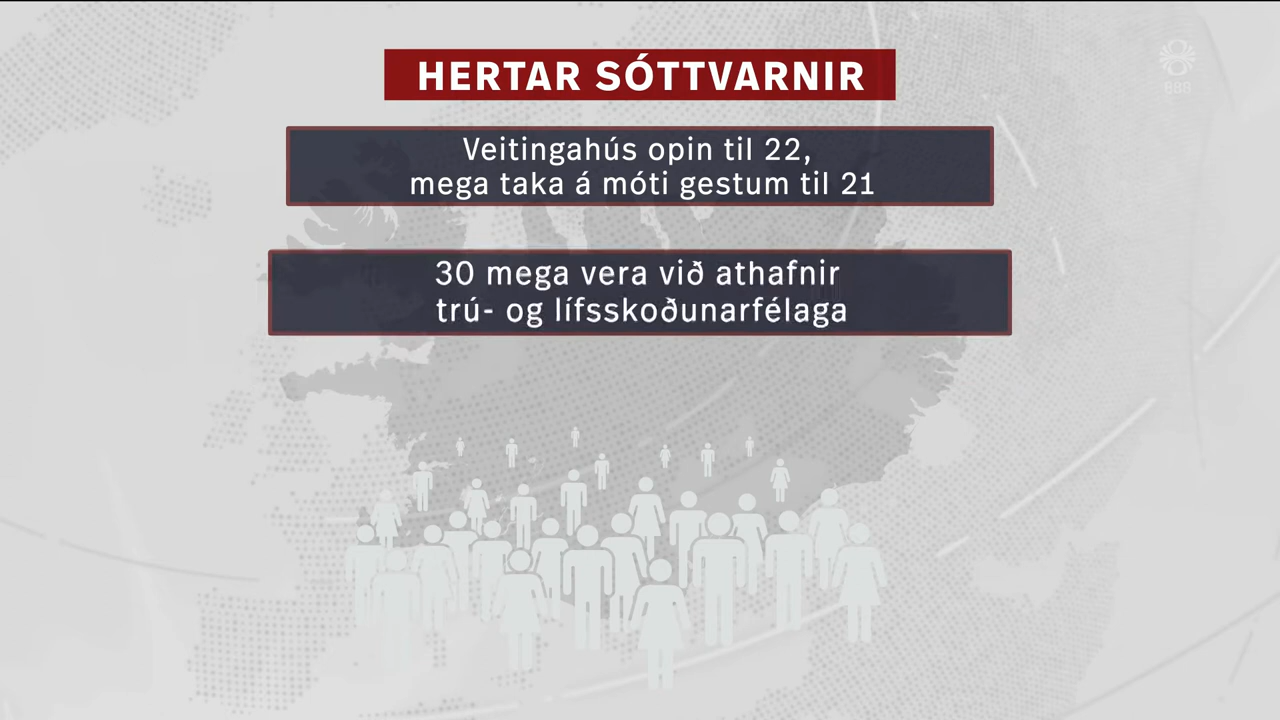 HERTAR SÓTTVARNIR
Veitingahús opin til 22,
mega taka á móti gestum til 21
30 mega vera við athafnir
trú- og lífsskoðunarfélaga
888